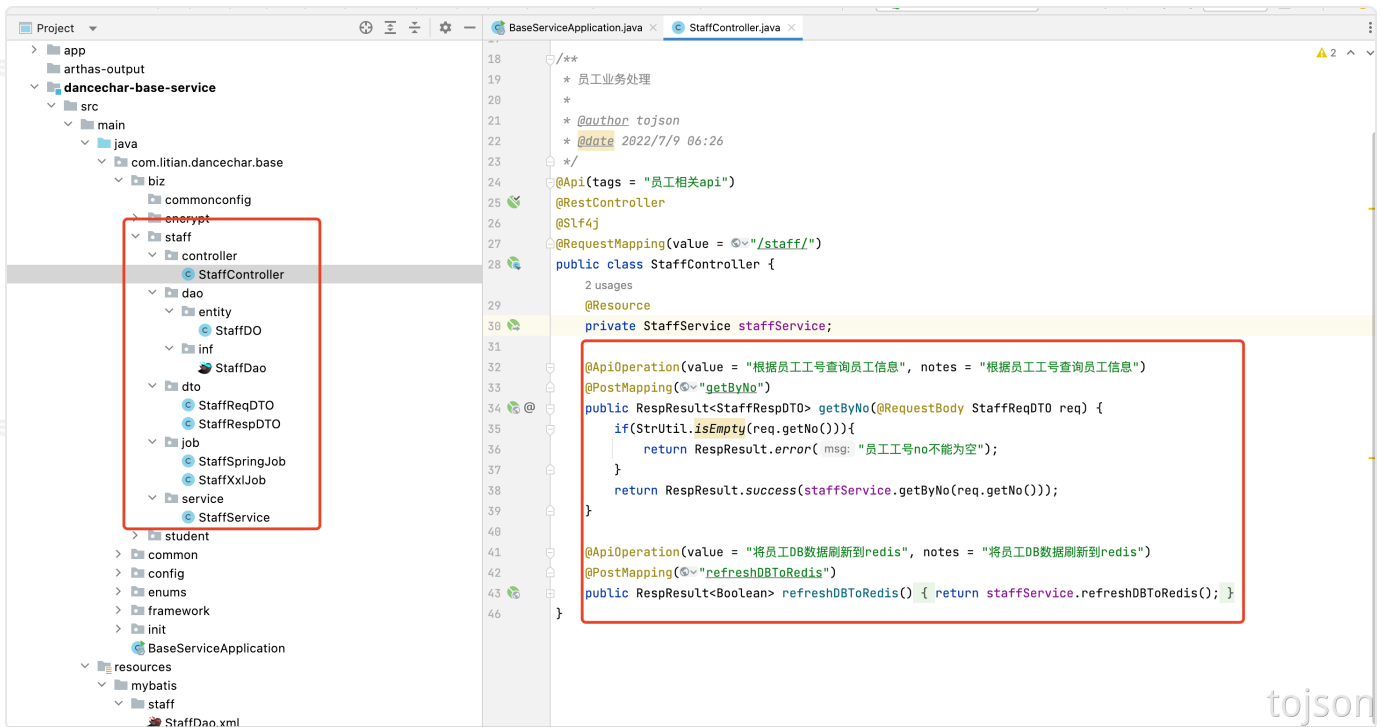 Project
app
arthas-output
dancechar-base-service
src
main
java
com.litian.dancechar.base
biz
commonconfig
encrypt
staff
controller
StaffController
dao
entity
StaffDO
inf
StaffDao
dto
StaffReqDTO
StaffRespDTO
job
StaffSpringJob
StaffXxlJob
service
StaffService
student
common
config
enums
framework
init
BaseServiceApplication
resources
mybatis
staff
StaffDao.xml
BaseServiceApplication.java
StaffController.java
2
18 /**
19 * 员工业务处理
20 *
21 * @author tojson
22 * @date 2022/7/9 06:26
23 */
24 @Api(tags = "员工相关api")
25 @RestController
26 @Slf4j
27 @RequestMapping(value = "/staff/")
28 public class StaffController {
2 usages
29 @Resource
30 private StaffService staffService;
31
32 @ApiOperation(value = "根据员工工号查询员工信息", notes = "根据员工工号查询员工信息")
33 @PostMapping("getByNo")
34 @ public RespResult<StaffRespDTO> getByNo(@RequestBody StaffReqDTO req) {
35 if(StrUtil.isEmpty(req.getNo())){
36 return RespResult.error( msg: "员工工号no不能为空");
37 }
38 return RespResult.success(staffService.getByNo(req.getNo()));
39 }
40
41 @ApiOperation(value = "将员工DB数据刷新到redis", notes = "将员工DB数据刷新到redis")
42 @PostMapping("refreshDBToRedis")
43 public RespResult<Boolean> refreshDBToRedis() { return staffService.refreshDBToRedis(); }
46 }
tojson